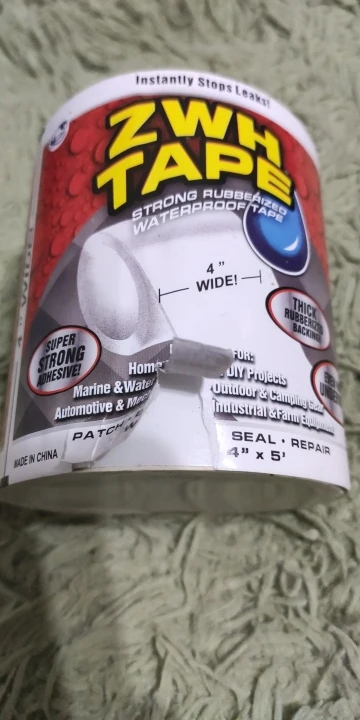 Instantly Stops Leaks!
ZWH
TAPE
STRONG RUBBERIZED
WATERPROOF TAPE
4"
WIDE!
THICK
RUBBERIZED
BACKING!
SUPER
STRONG
ADHESIVE!
FOR:
Home DIY Projects
Marine & Outdoor & Camping
Automotive & Industrial & Farm Equipment
PATCH SEAL • REPAIR
MADE IN CHINA
4" x 5'